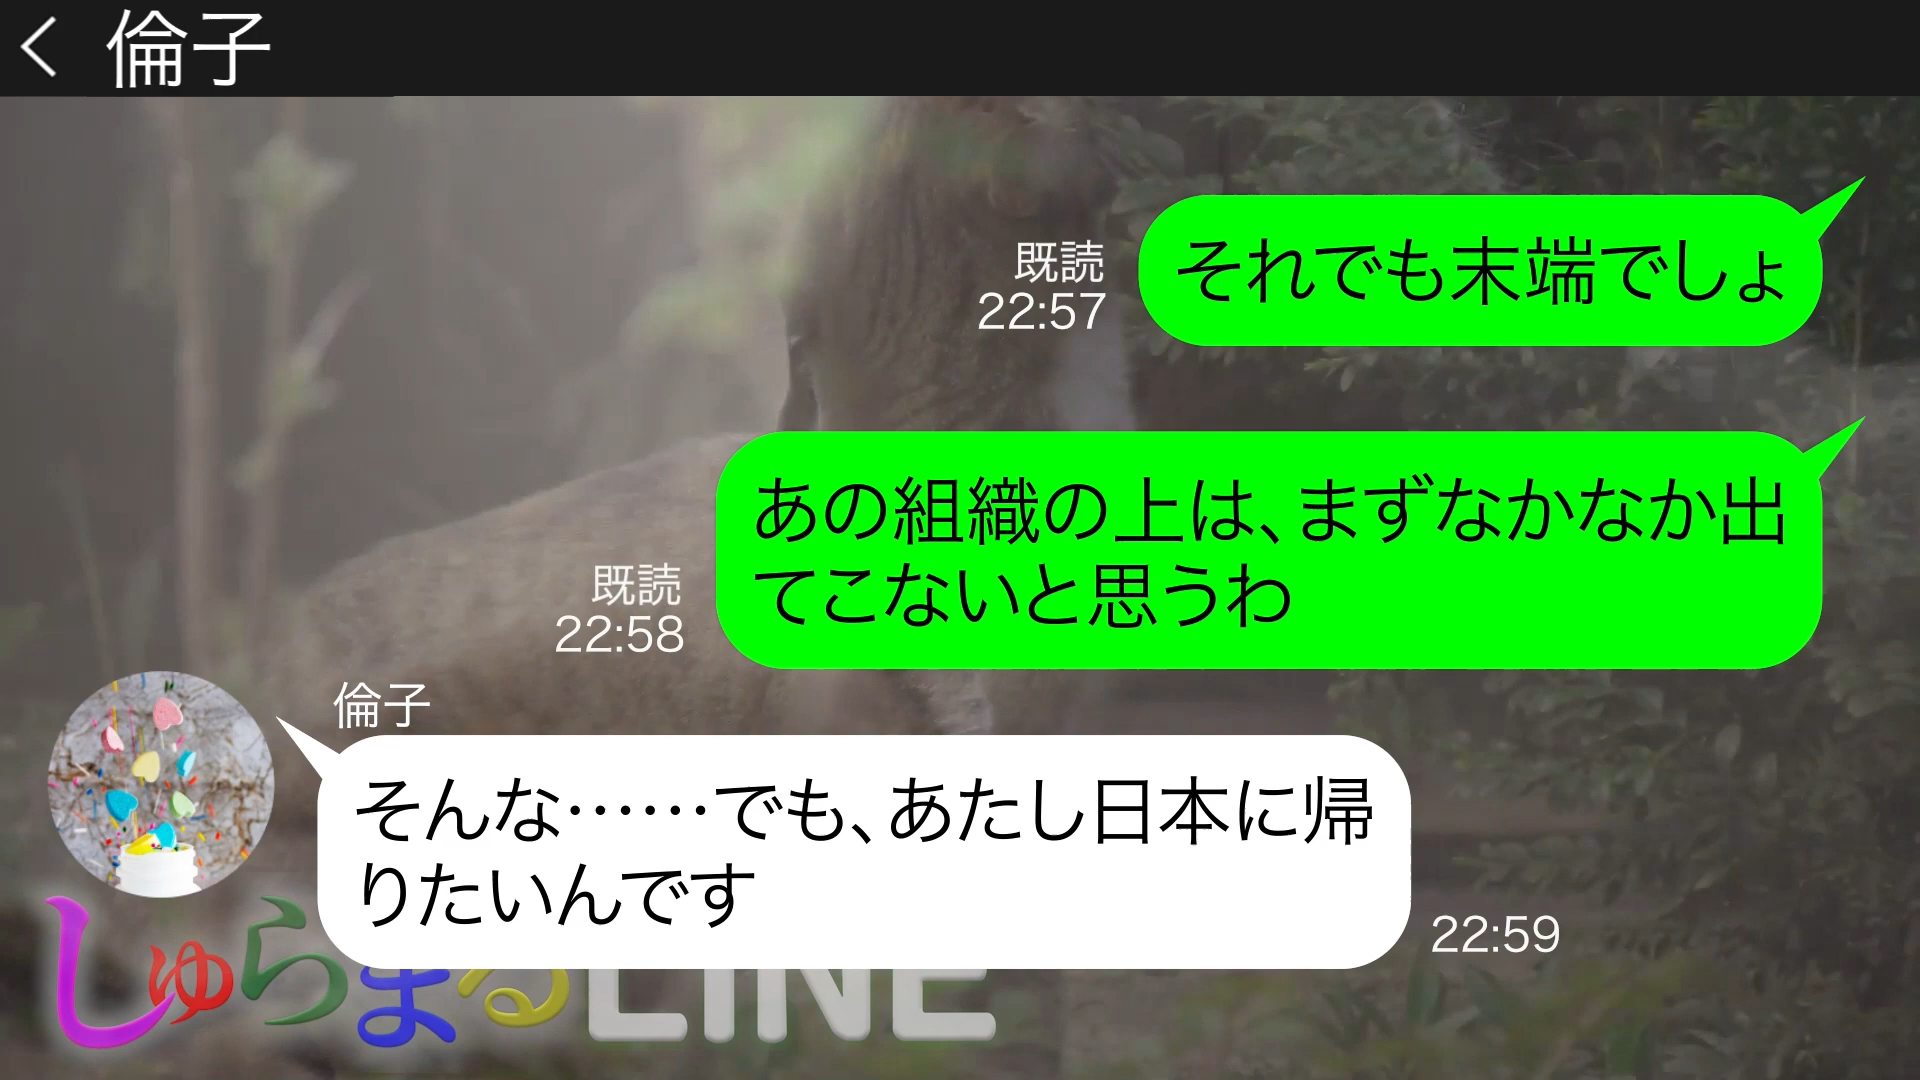 倫子
それでも末端でしょ
既読
22:57
あの組織の上は、まずなかなか出
てこないと思うわ
既読
22:58
倫子
そんな……でも、あたし日本に帰
りたいんです
22:59
しゅらまるLINE